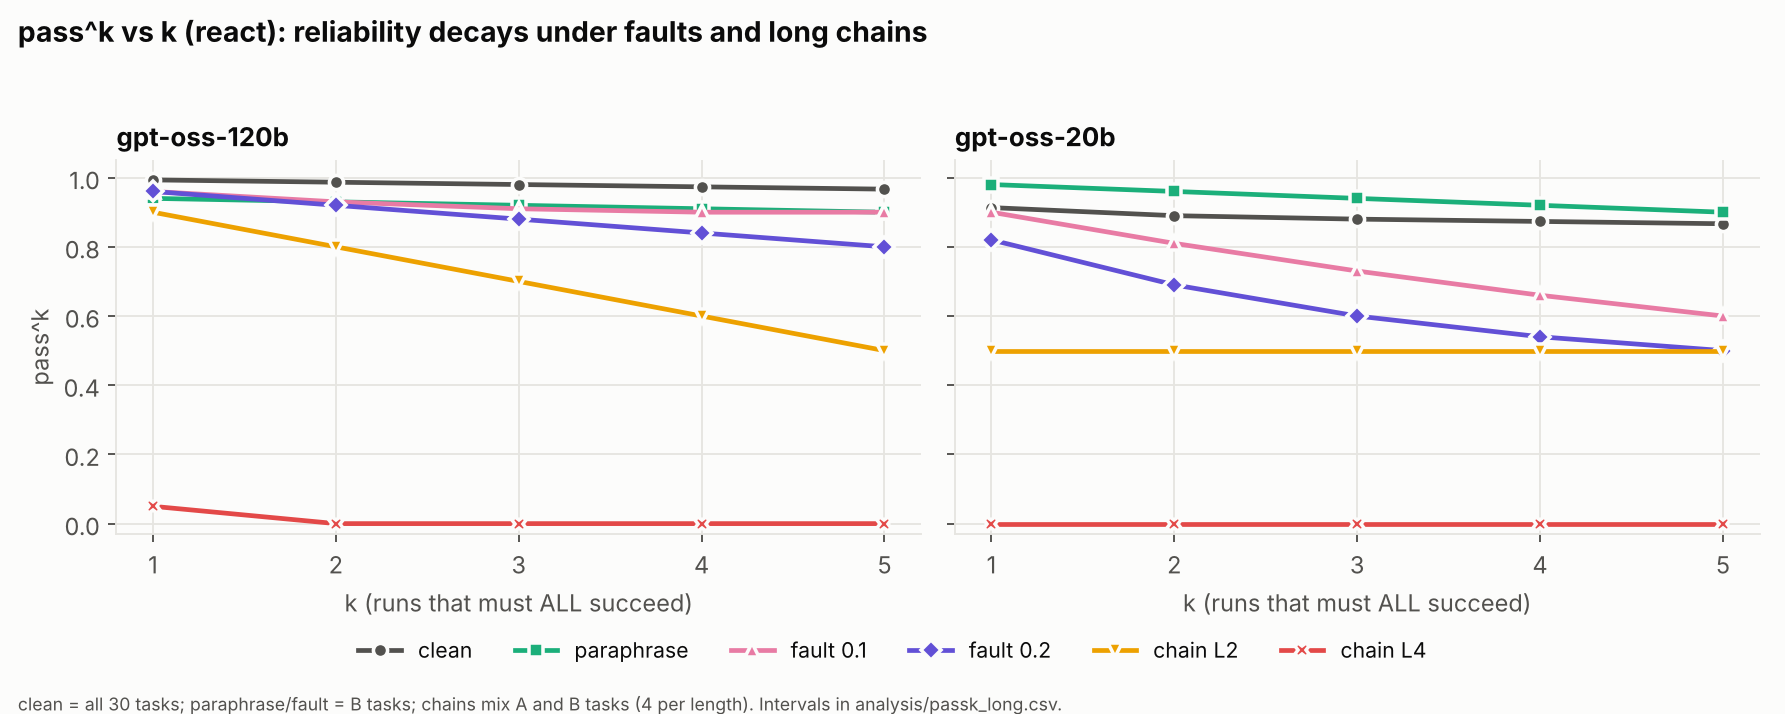 pass^k vs k (react): reliability decays under faults and long chains
gpt-oss-120b
gpt-oss-20b
pass^k
1.0
0.8
0.6
0.4
0.2
0.0
1 2 3 4 5
1 2 3 4 5
k (runs that must ALL succeed)
k (runs that must ALL succeed)
clean paraphrase fault 0.1 fault 0.2 chain L2 chain L4
clean = all 30 tasks; paraphrase/fault = B tasks; chains mix A and B tasks (4 per length). Intervals in analysis/passk_long.csv.